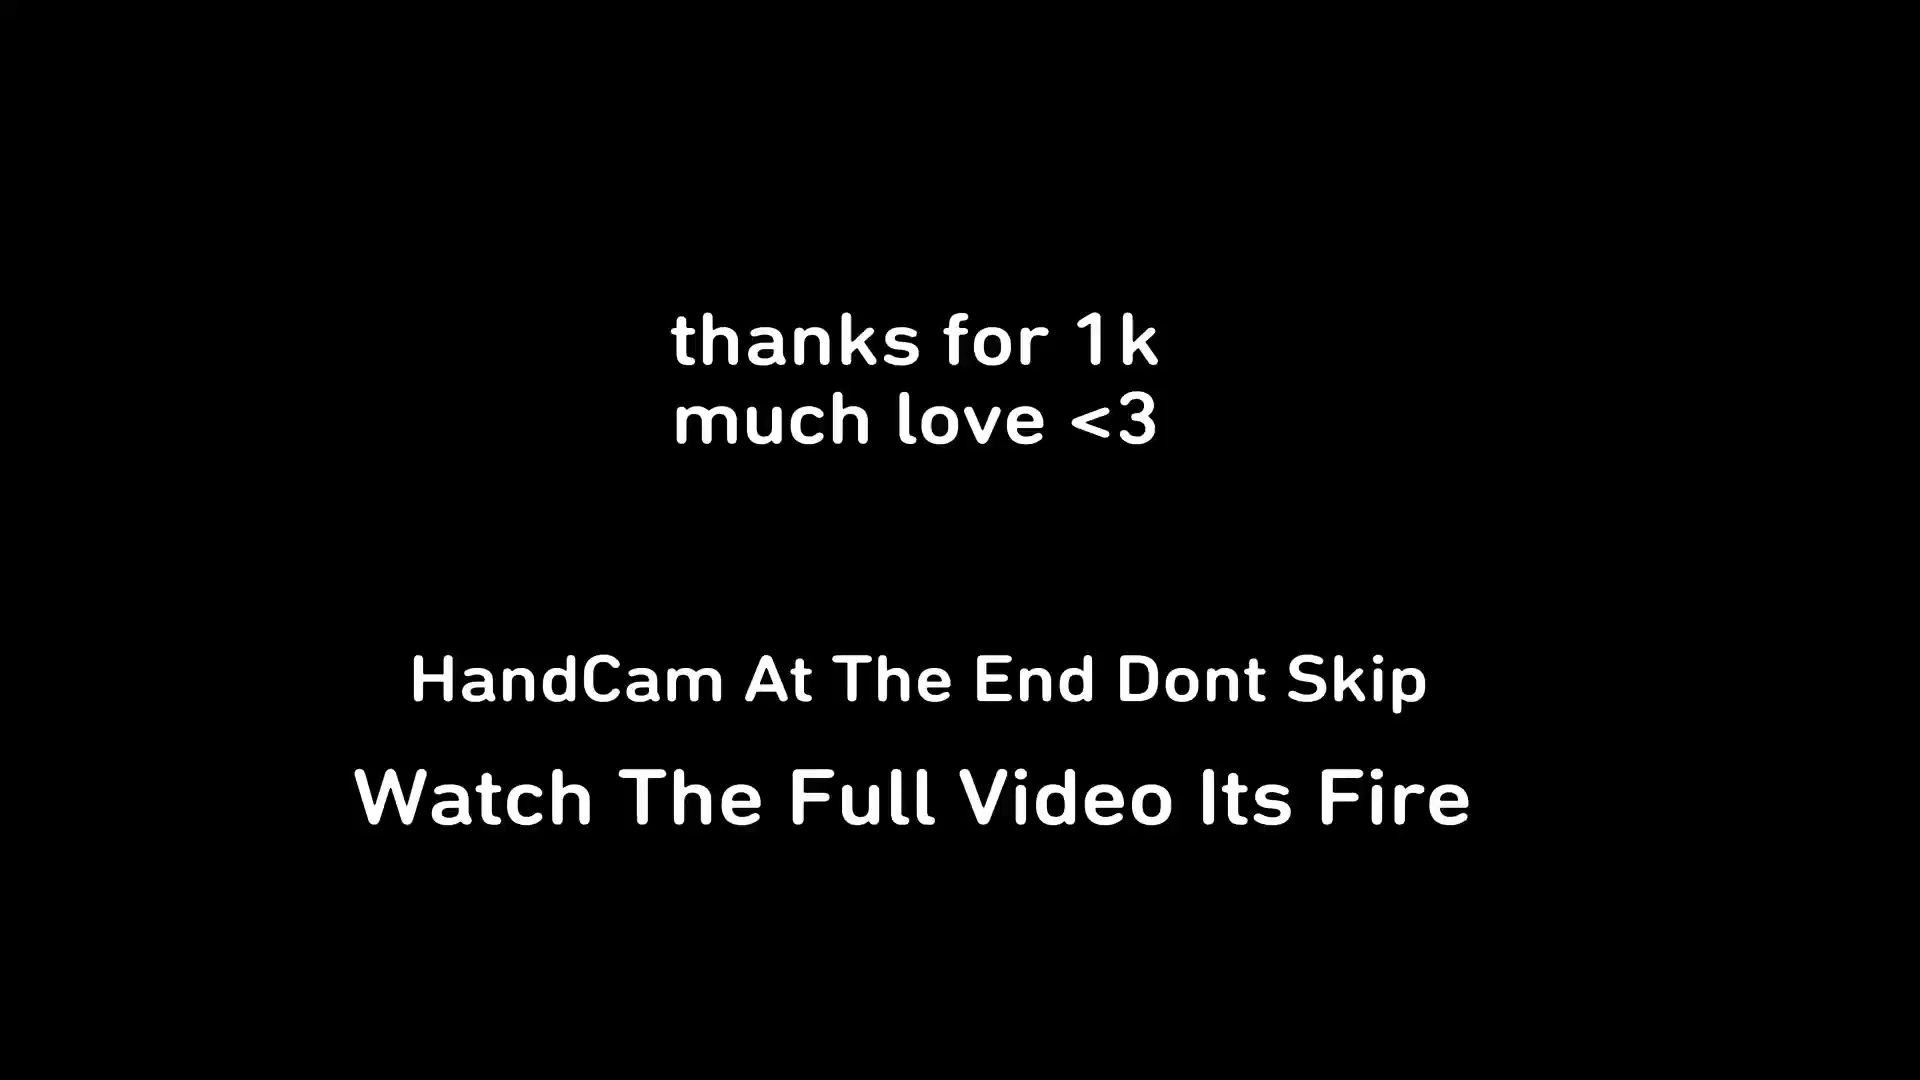 thanks for 1k
much love <3
HandCam At The End Dont Skip
Watch The Full Video Its Fire